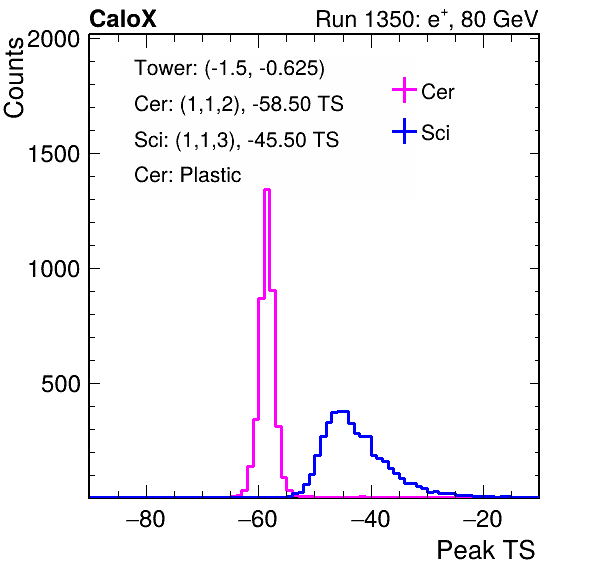 CaloX Run 1350: e⁺, 80 GeV
Counts
2000
1500
1000
500
Tower: (-1.5, -0.625)
Cer: (1,1,2), -58.50 TS
Sci: (1,1,3), -45.50 TS
Cer: Plastic
Cer
Sci
−80 −60 −40 −20
Peak TS